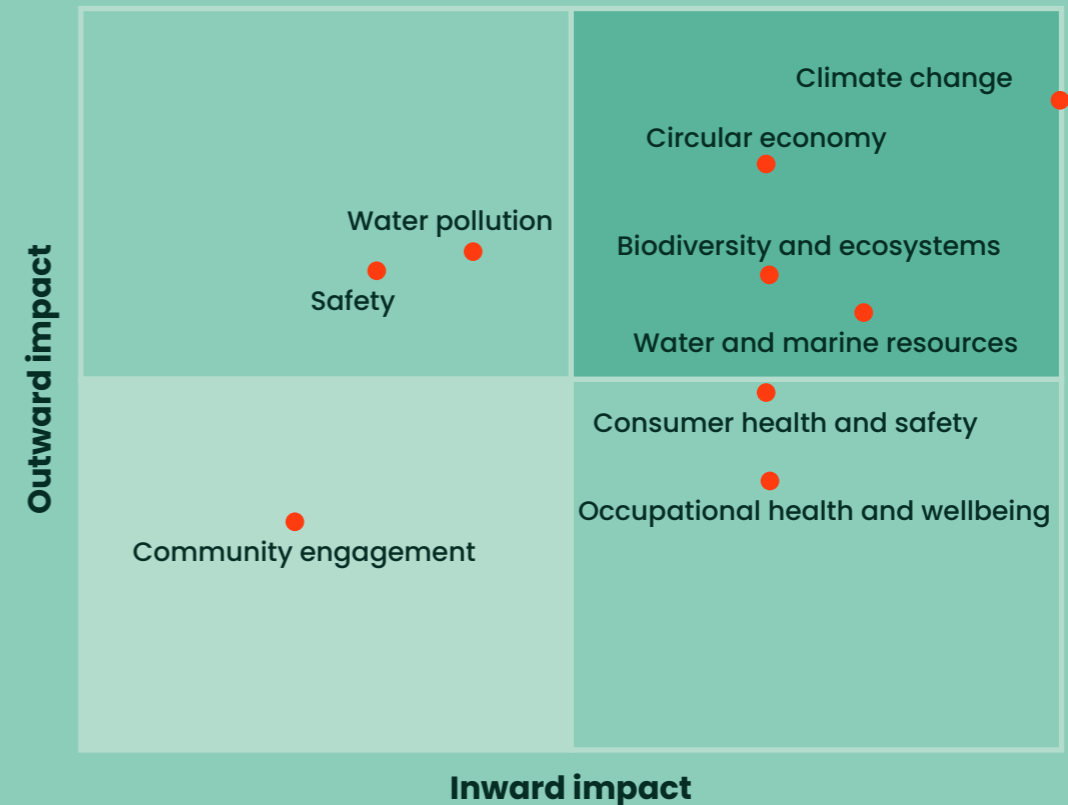 Climate change
Circular economy
Water pollution
Biodiversity and ecosystems
Safety
Water and marine resources
Outward impact
Consumer health and safety
Occupational health and wellbeing
Community engagement
Inward impact